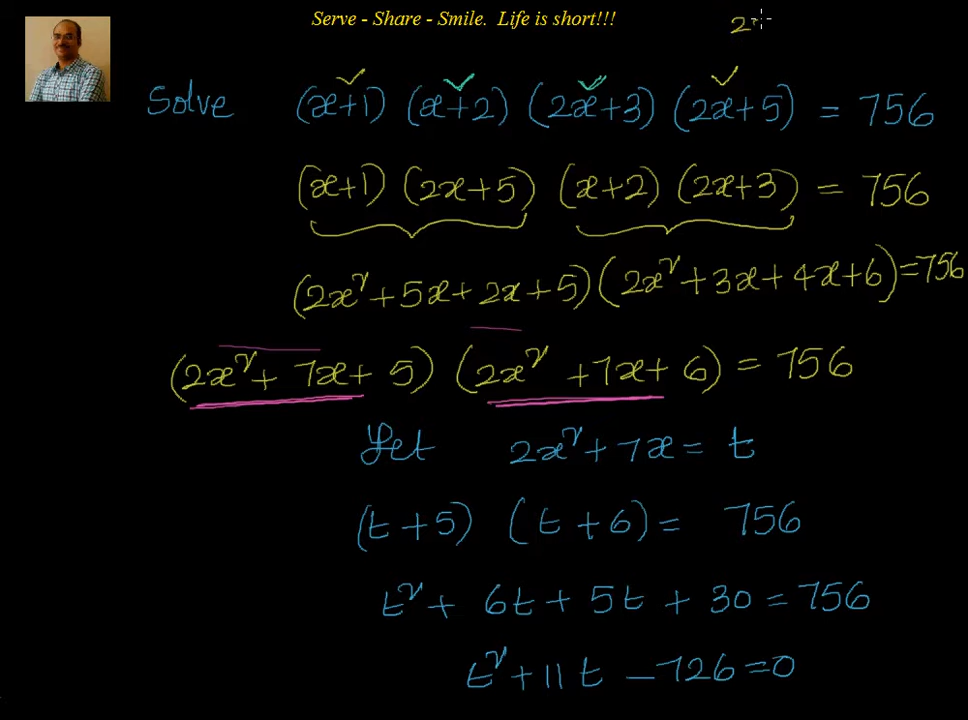 Serve - Share - Smile. Life is short!!!
Solve (x+1) (x+2) (2x+3) (2x+5) = 756
(x+1) (2x+5) (x+2) (2x+3) = 756
(2x²+5x+2x+5)(2x²+3x+4x+6)=756
(2x²+7x+5) (2x²+7x+6) = 756
Let 2x²+7x = t
(t+5) (t+6) = 756
t²+6t+5t+30=756
t²+11t-726=0